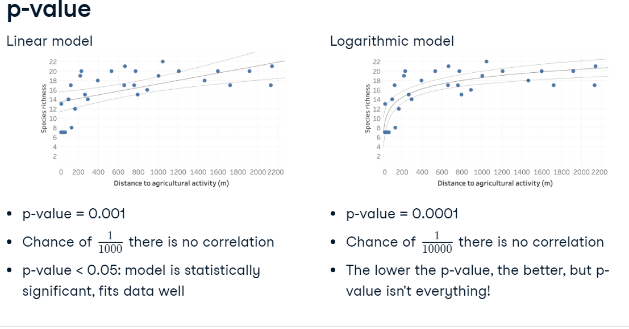 p-value
Linear model
Species richness
22
20
18
16
14
12
10
8
6
4
2
0 200 400 600 800 1000 1200 1400 1600 1800 2000 2200
Distance to agricultural activity (m)
• p-value = 0.001
• Chance of 1/1000 there is no correlation
• p-value < 0.05: model is statistically
significant, fits data well
Logarithmic model
Species richness
22
20
18
16
14
12
10
8
6
4
2
0 200 400 600 800 1000 1200 1400 1600 1800 2000 2200
Distance to agricultural activity (m)
• p-value = 0.0001
• Chance of 1/10000 there is no correlation
• The lower the p-value, the better, but p-
value isn't everything!